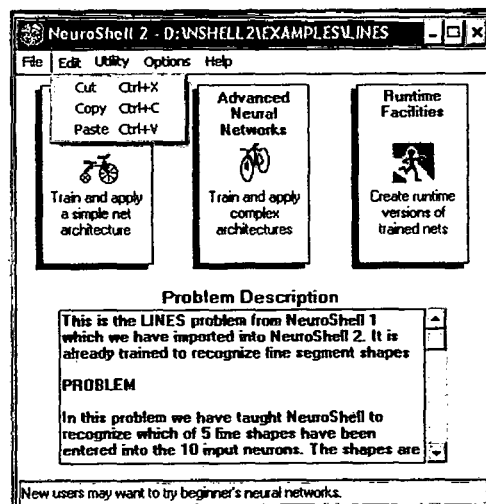 NeuroShell 2 - D:\NSHELL2\EXAMPLES\LINES
File Edit Utility Options Help
Cut Ctrl+X
Copy Ctrl+C
Paste Ctrl+V
Train and apply
a simple net
architecture
Advanced
Neural
Networks
Train and apply
complex
architectures
Runtime
Facilities
Create runtime
versions of
trained nets
Problem Description
This is the LINES problem from NeuroShell 1
which we have imported into NeuroShell 2. It is
already trained to recognize line segment shapes
PROBLEM
In this problem we have taught NeuroShell to
recognize which of 5 line shapes have been
entered into the 10 input neurons. The shapes are
New users may want to try beginner's neural networks.